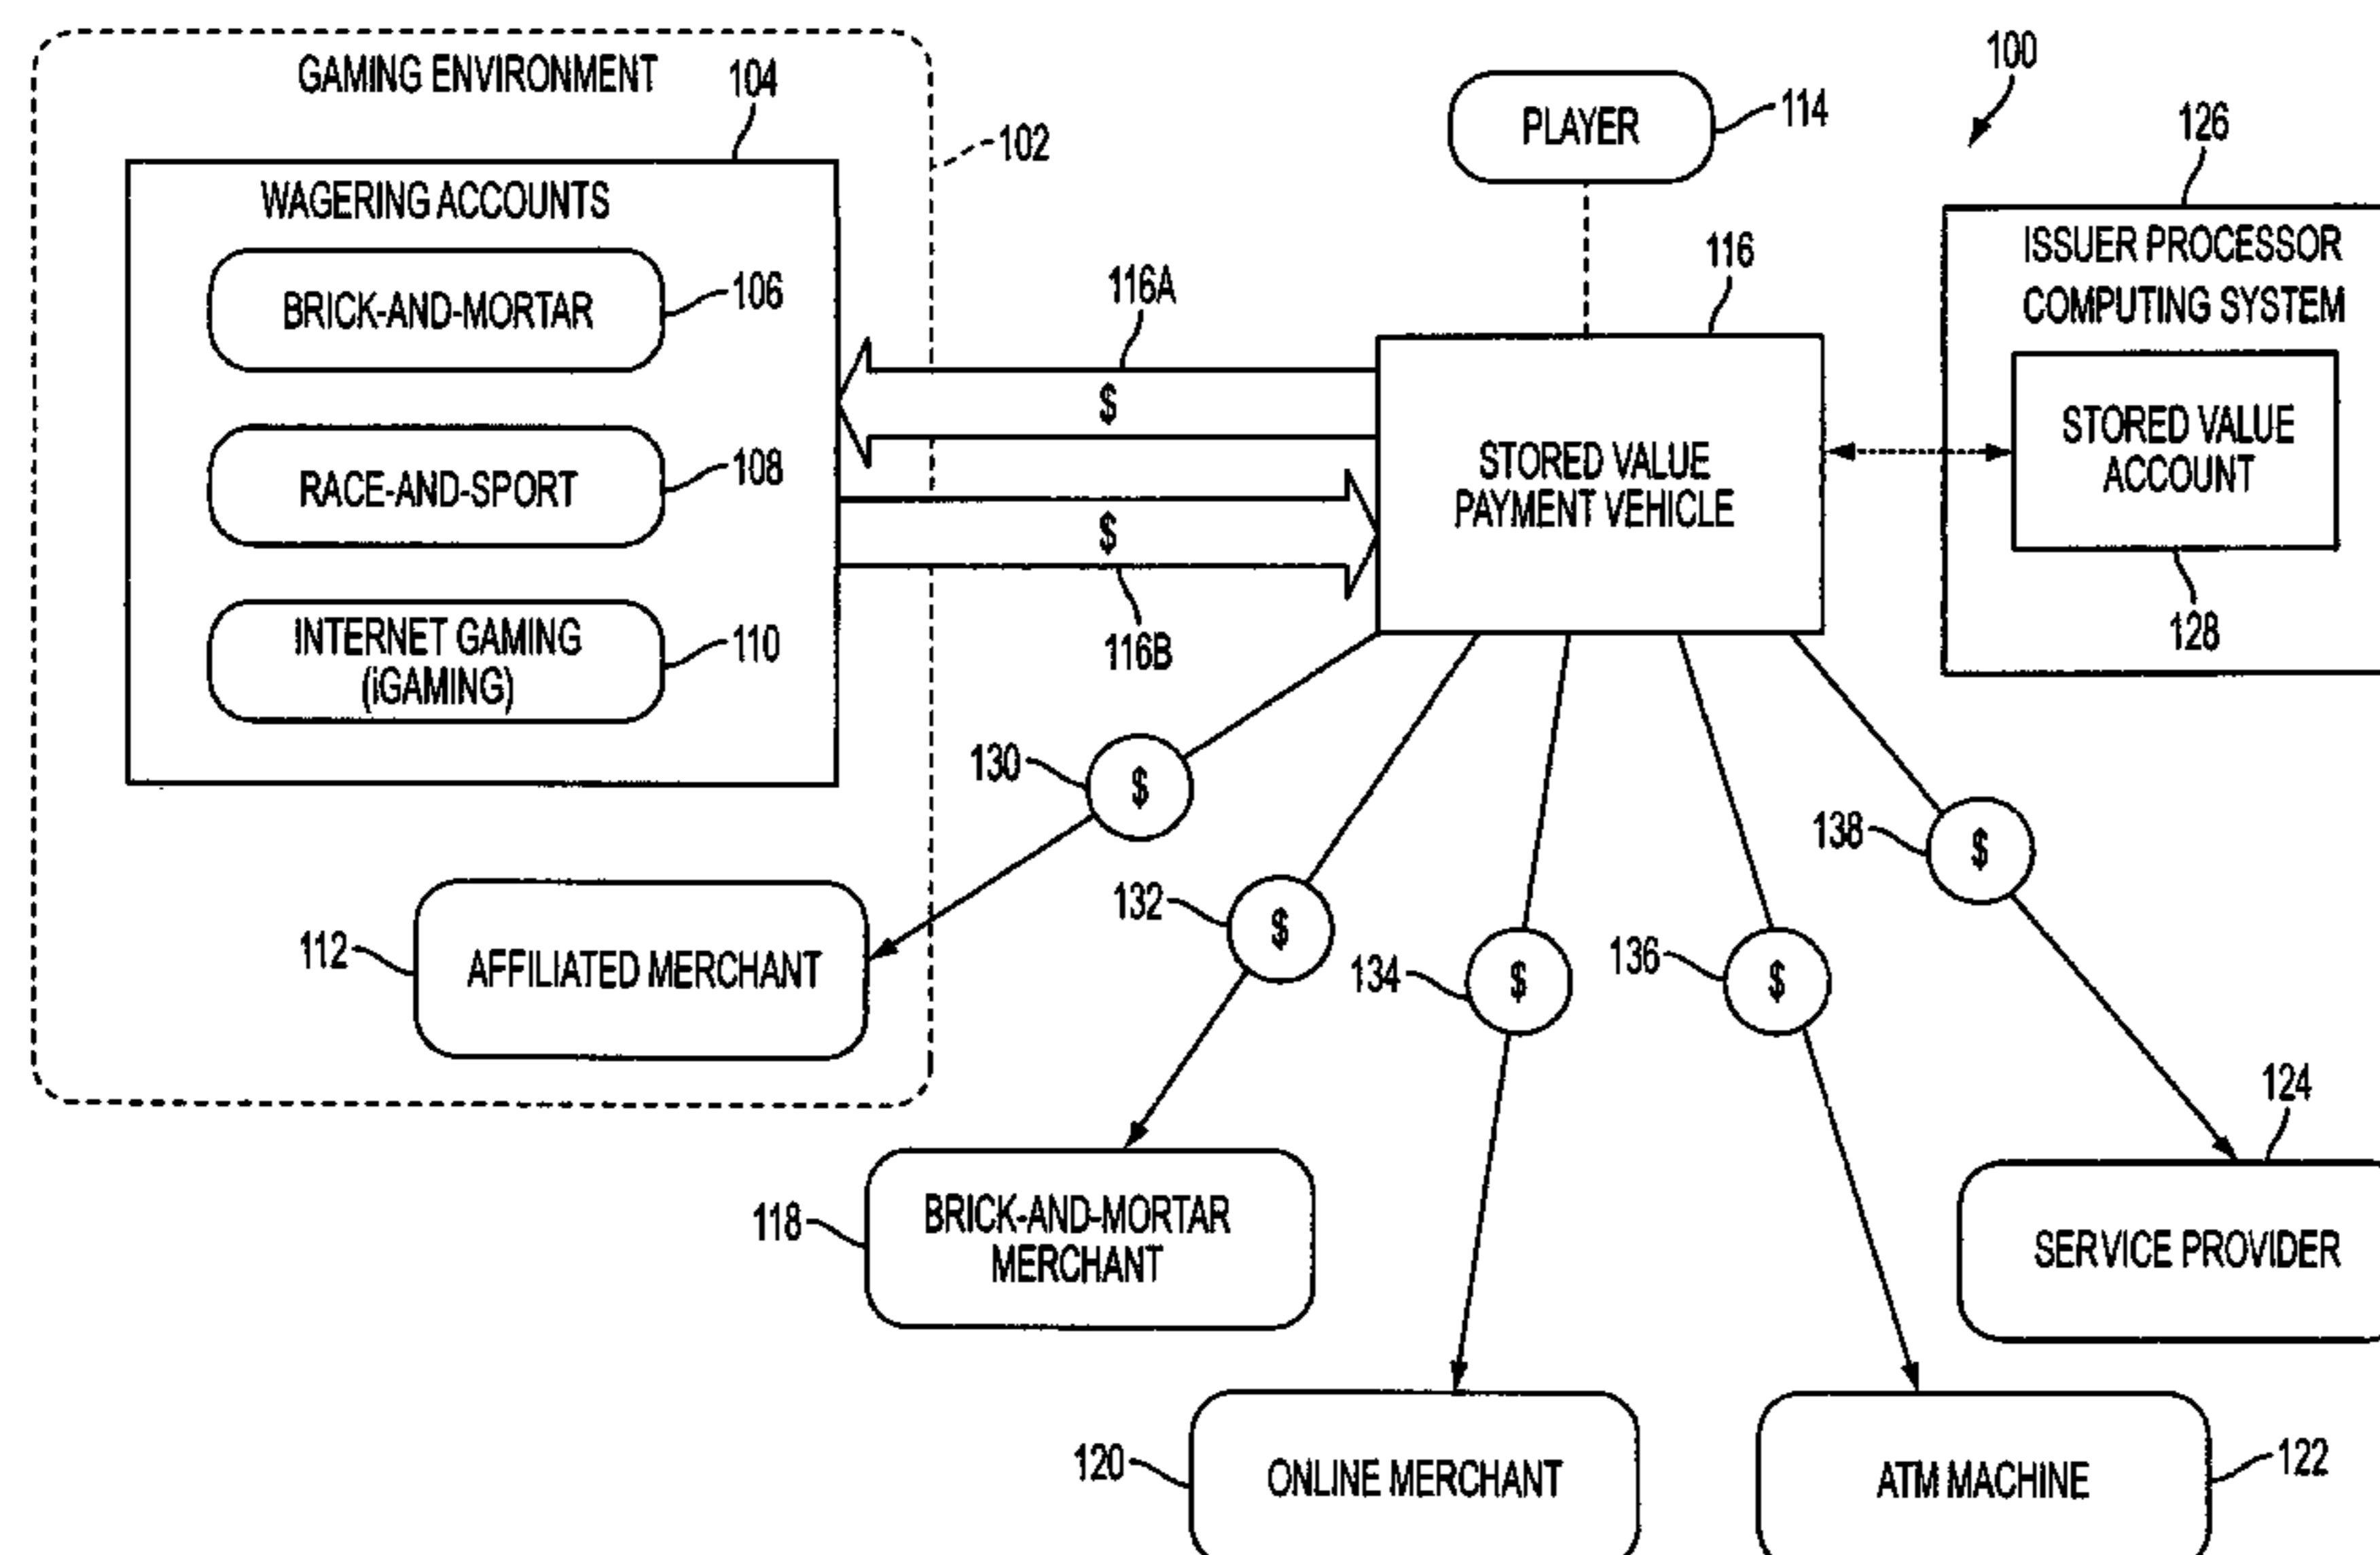 GAMING ENVIRONMENT
104
102
WAGERING ACCOUNTS
BRICK-AND-MORTAR
106
RACE-AND-SPORT
108
INTERNET GAMING
(iGAMING)
110
116A
$
$
116B
PLAYER
114
100
116
STORED VALUE
PAYMENT VEHICLE
126
ISSUER PROCESSOR
COMPUTING SYSTEM
STORED VALUE
ACCOUNT
128
130
$
132
$
134
$
136
$
138
$
112
AFFILIATED MERCHANT
118
BRICK-AND-MORTAR
MERCHANT
124
SERVICE PROVIDER
120
ONLINE MERCHANT
ATM MACHINE
122